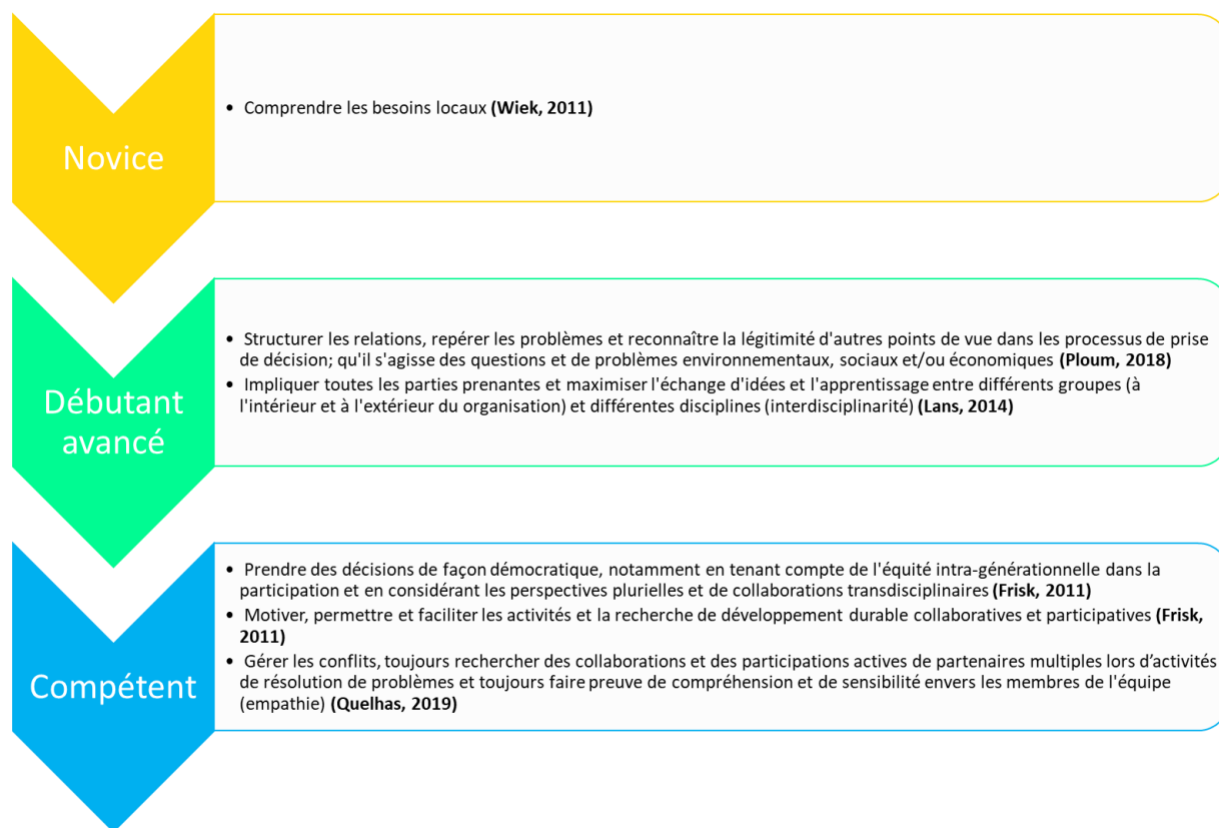 Novice
• Comprendre les besoins locaux (Wiek, 2011)
Débutant
avancé
• Structurer les relations, repérer les problèmes et reconnaître la légitimité d'autres points de vue dans les processus de prise
de décision; qu'il s'agisse des questions et de problèmes environnementaux, sociaux et/ou économiques (Ploum, 2018)
• Impliquer toutes les parties prenantes et maximiser l'échange d'idées et l'apprentissage entre différents groupes (à
l'intérieur et à l'extérieur du organisation) et différentes disciplines (interdisciplinarité) (Lans, 2014)
Compétent
• Prendre des décisions de façon démocratique, notamment en tenant compte de l'équité intra-générationnelle dans la
participation et en considérant les perspectives plurielles et de collaborations transdisciplinaires (Frisk, 2011)
• Motiver, permettre et faciliter les activités et la recherche de développement durable collaboratives et participatives (Frisk,
2011)
• Gérer les conflits, toujours rechercher des collaborations et des participations actives de partenaires multiples lors d’activités
de résolution de problèmes et toujours faire preuve de compréhension et de sensibilité envers les membres de l'équipe
(empathie) (Quelhas, 2019)